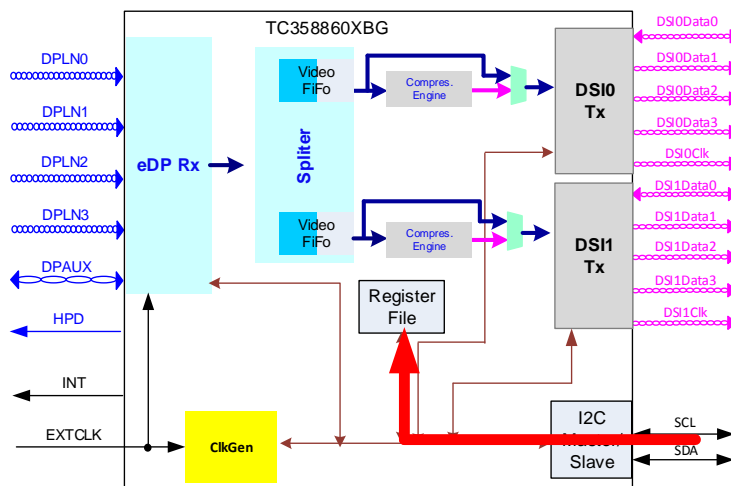 TC358860XBG
DPLN0
DPLN1
DPLN2
DPLN3
DPAUX
HPD
INT
EXTCLK
eDP Rx
Spliter
Video
FiFo
Compres.
Engine
Video
FiFo
Compres.
Engine
DSI0
Tx
DSI1
Tx
Register
File
ClkGen
I2C
Slave
DSI0Data0
DSI0Data1
DSI0Data2
DSI0Data3
DSI0Clk
DSI1Data0
DSI1Data1
DSI1Data2
DSI1Data3
DSI1Clk
SCL
SDA